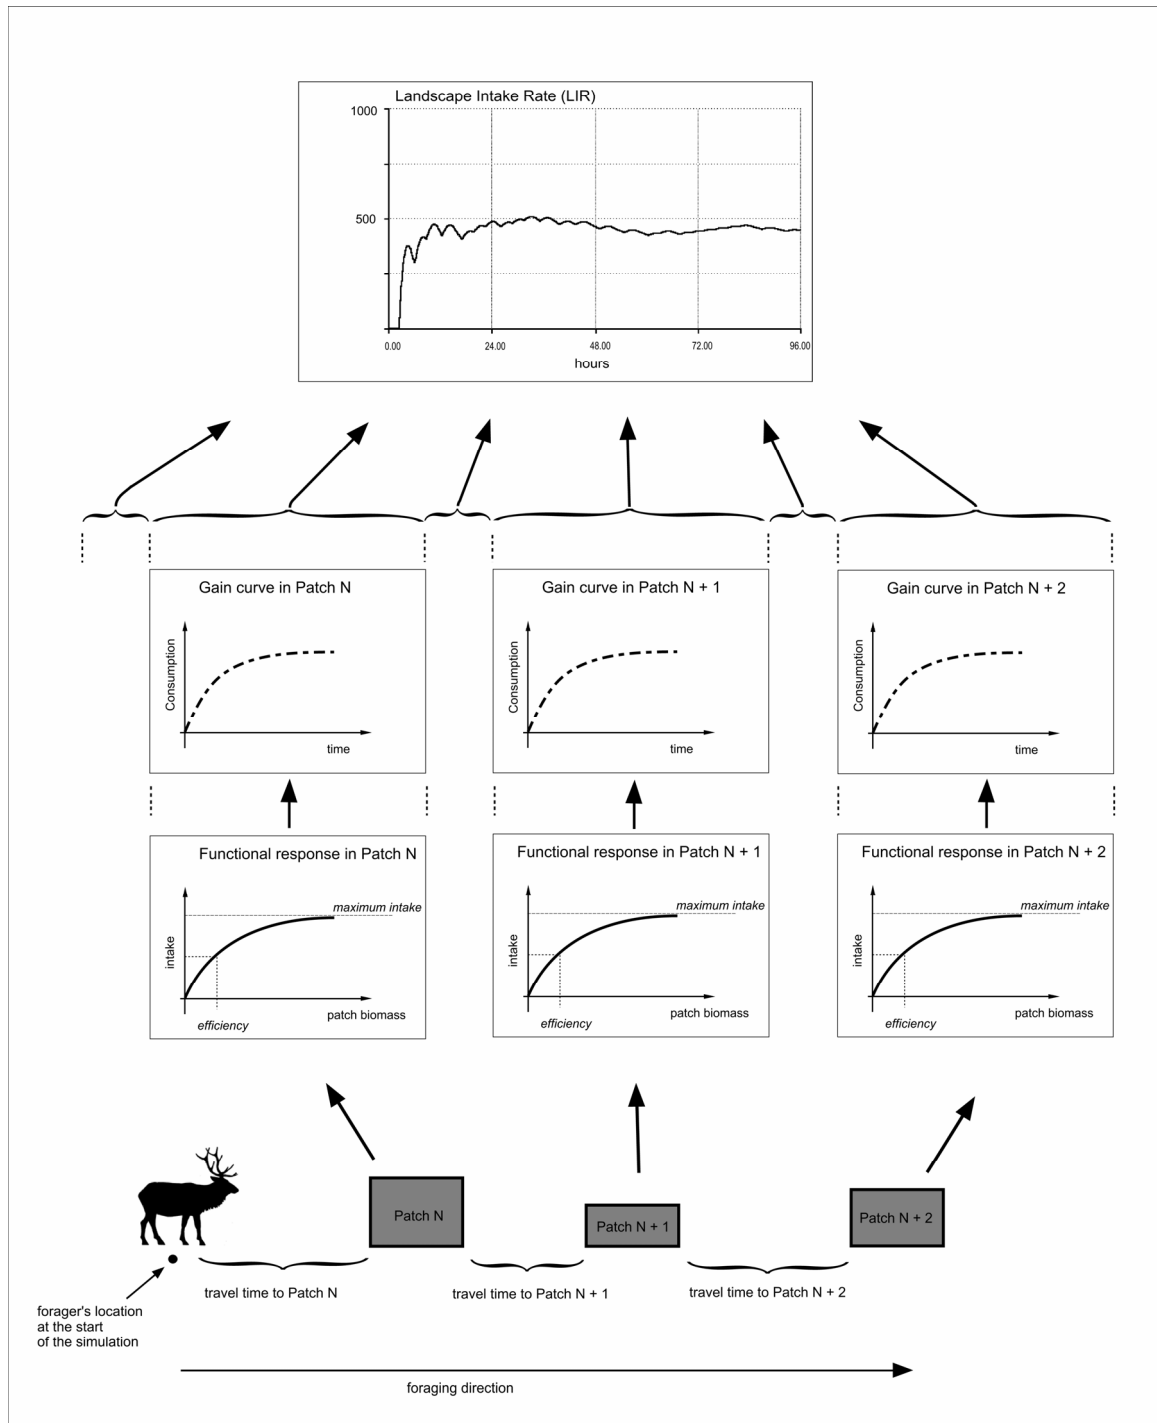 Landscape Intake Rate (LIR)
1000
500
0.00 24.00 48.00 72.00 96.00
hours
Gain curve in Patch N
Consumption
time
Gain curve in Patch N + 1
Consumption
time
Gain curve in Patch N + 2
Consumption
time
Functional response in Patch N
maximum intake
intake
patch biomass
efficiency
Functional response in Patch N + 1
maximum intake
intake
patch biomass
efficiency
Functional response in Patch N + 2
maximum intake
intake
patch biomass
efficiency
Patch N
Patch N + 1
Patch N + 2
travel time to Patch N
travel time to Patch N + 1
travel time to Patch N + 2
forager's location
at the start
of the simulation
foraging direction